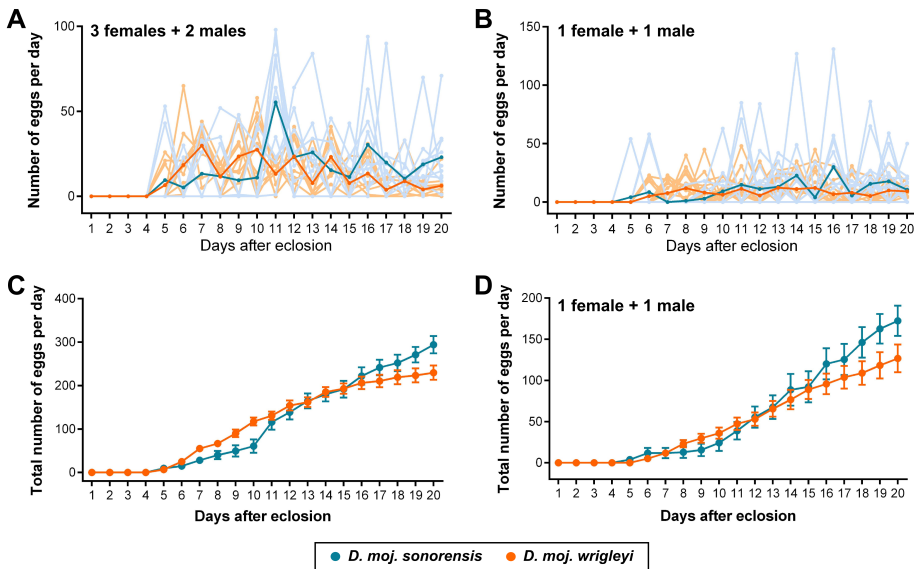 A
3 females + 2 males
Number of eggs per day
100
50
0
1 2 3 4 5 6 7 8 9 10 11 12 13 14 15 16 17 18 19 20
Days after eclosion
B
1 female + 1 male
Number of eggs per day
150
100
50
0
1 2 3 4 5 6 7 8 9 10 11 12 13 14 15 16 17 18 19 20
Days after eclosion
C
Total number of eggs per day
400
300
200
100
0
1 2 3 4 5 6 7 8 9 10 11 12 13 14 15 16 17 18 19 20
Days after eclosion
D
1 female + 1 male
Total number of eggs per day
200
150
100
50
0
1 2 3 4 5 6 7 8 9 10 11 12 13 14 15 16 17 18 19 20
Days after eclosion
D. moj. sonorensis D. moj. wrigleyi